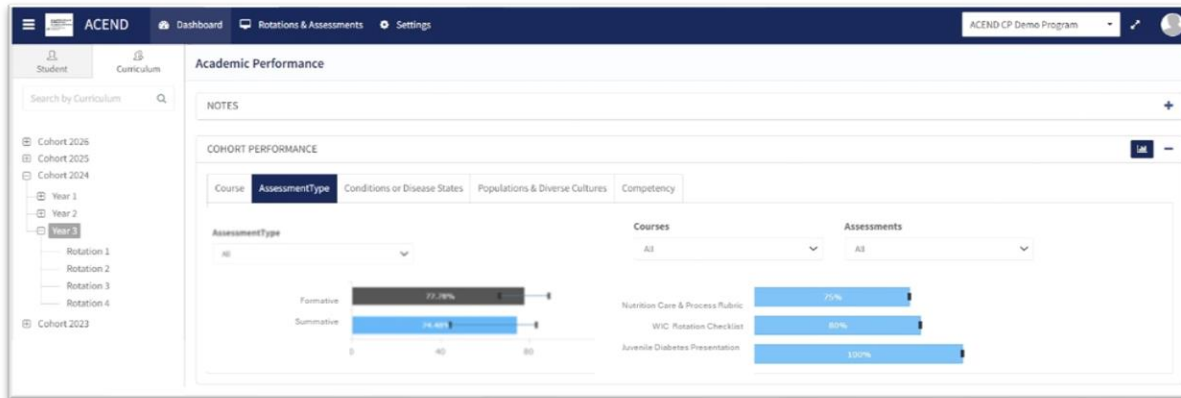 ACEND Dashboard Rotations & Assessments Settings ACEND CP Demo Program
Student Curriculum
Search by Curriculum
Cohort 2026
Cohort 2025
Cohort 2024
Year 1
Year 2
Year 3
Rotation 1
Rotation 2
Rotation 3
Rotation 4
Cohort 2023
Academic Performance
NOTES
COHORT PERFORMANCE
Course AssessmentType Conditions or Disease States Populations & Diverse Cultures Competency
AssessmentType
All
Formative 77.78%
Summative 74.48%
0 40 80
Courses Assessments
All All
Nutrition Care & Process Rubric 75%
WIC Rotation Checklist 80%
Juvenile Diabetes Presentation 100%